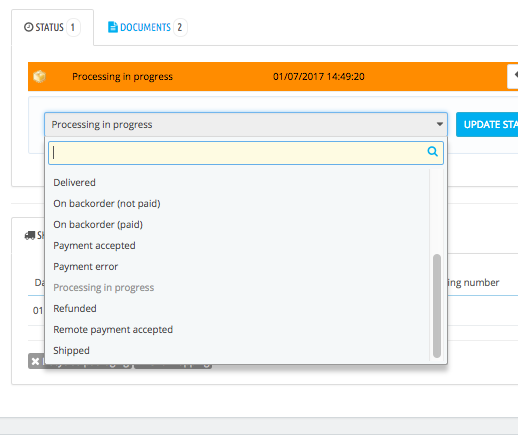 STATUS 1
DOCUMENTS 2
Processing in progress 01/07/2017 14:49:20
Processing in progress
UPDATE STA
Delivered
On backorder (not paid)
On backorder (paid)
Payment accepted
Payment error
Da
ing number
Processing in progress
01
Refunded
Remote payment accepted
Shipped